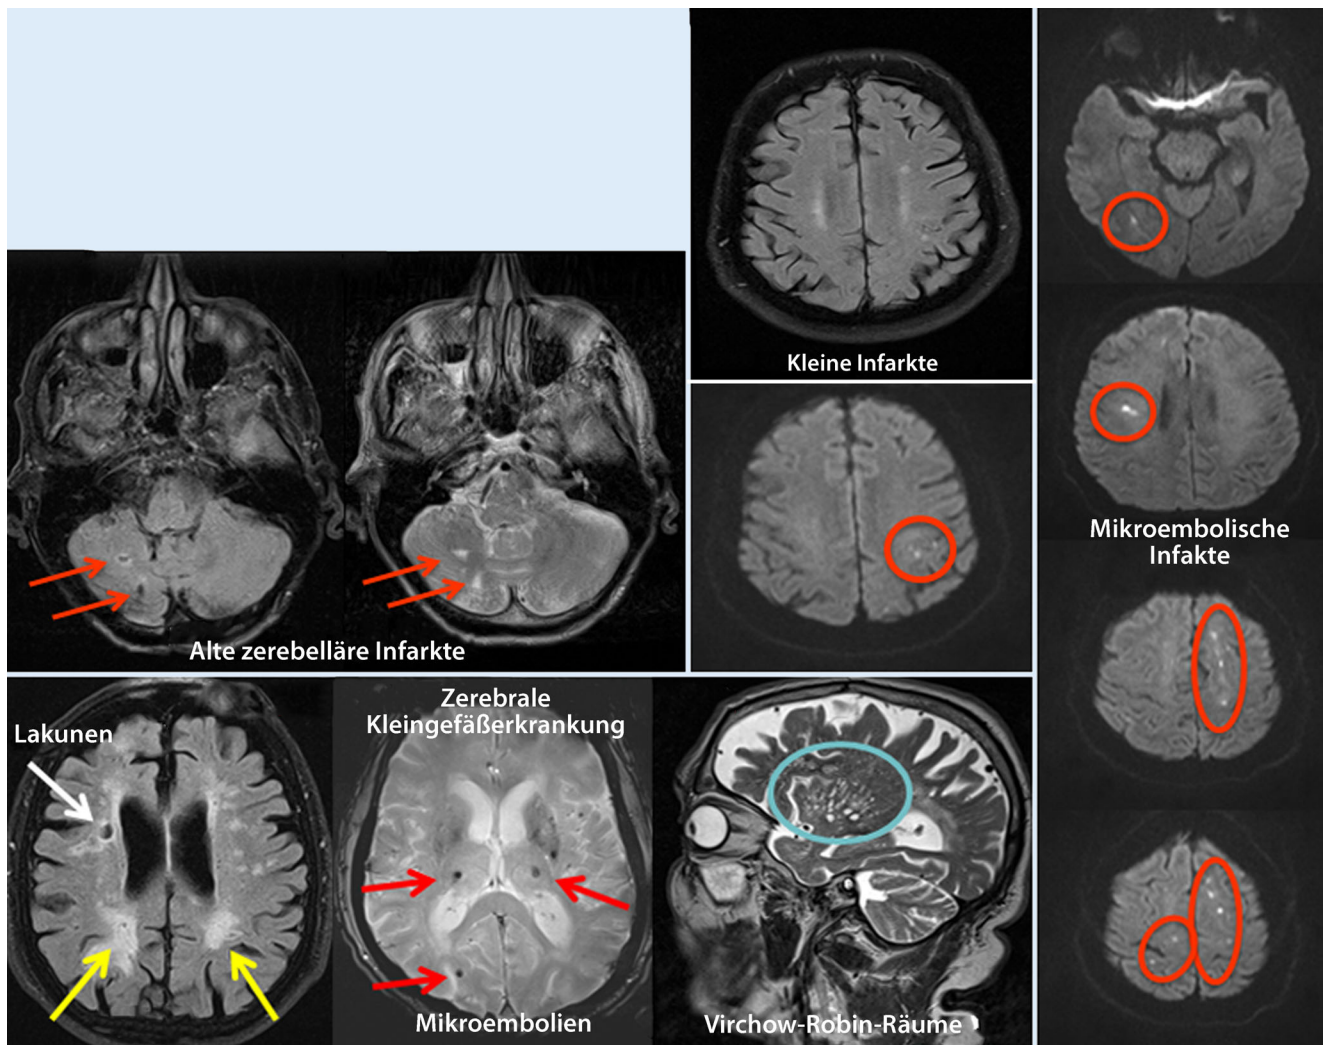 Kleine Infarkte
Mikroembolische
Infakte
Alte zerebelläre Infarkte
Lakunen
Zerebrale
Kleingefäßerkrankung
Mikroembolien
Virchow-Robin-Räume